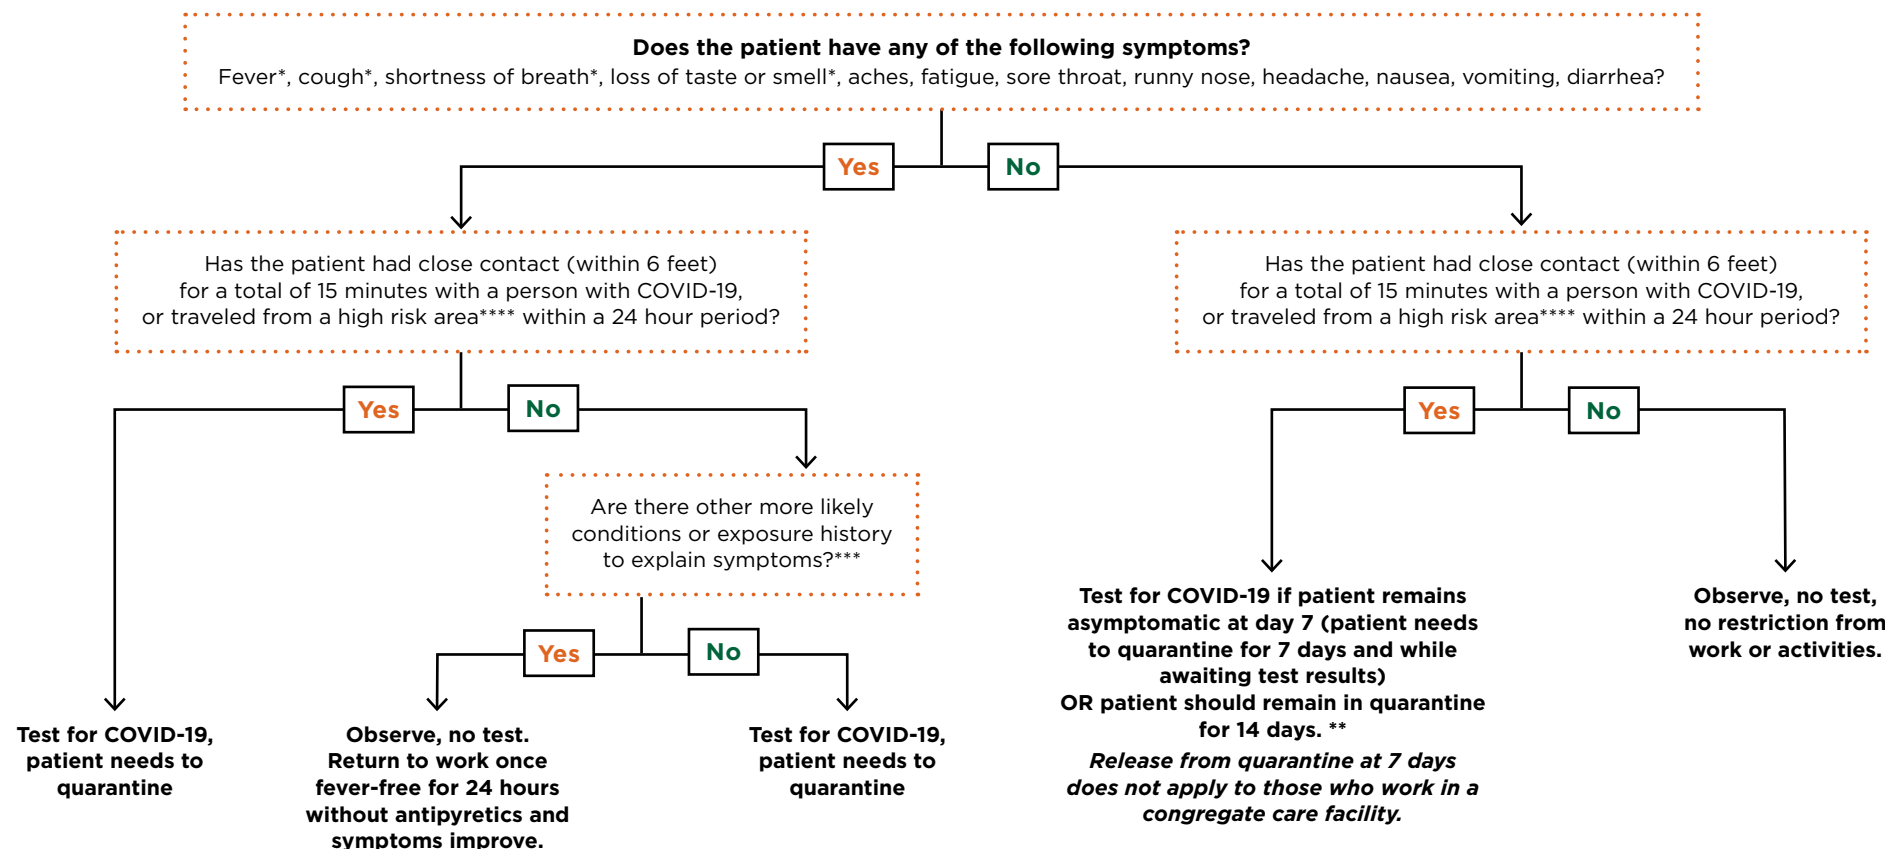 Does the patient have any of the following symptoms?
Fever*, cough*, shortness of breath*, loss of taste or smell*, aches, fatigue, sore throat, runny nose, headache, nausea, vomiting, diarrhea?
Yes
No
Has the patient had close contact (within 6 feet)
for a total of 15 minutes with a person with COVID-19,
or traveled from a high risk area**** within a 24 hour period?
Has the patient had close contact (within 6 feet)
for a total of 15 minutes with a person with COVID-19,
or traveled from a high risk area**** within a 24 hour period?
Yes
No
Yes
No
Are there other more likely
conditions or exposure history
to explain symptoms?***
Yes
No
Test for COVID-19,
patient needs to
quarantine
Observe, no test.
Return to work once
fever-free for 24 hours
without antipyretics and
symptoms improve.
Test for COVID-19,
patient needs to
quarantine
Test for COVID-19 if patient remains
asymptomatic at day 7 (patient needs
to quarantine for 7 days and while
awaiting test results)
OR patient should remain in quarantine
for 14 days. **
Release from quarantine at 7 days
does not apply to those who work in a
congregate care facility.
Observe, no test,
no restriction from
work or activities.